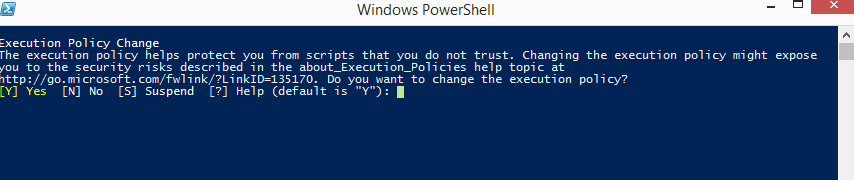 Windows PowerShell
Execution Policy Change
The execution policy helps protect you from scripts that you do not trust. Changing the execution policy might expose
you to the security risks described in the about_Execution_Policies help topic at
http://go.microsoft.com/fwlink/?LinkID=135170. Do you want to change the execution policy?
[Y] Yes  [N] No  [S] Suspend  [?] Help (default is "Y"):